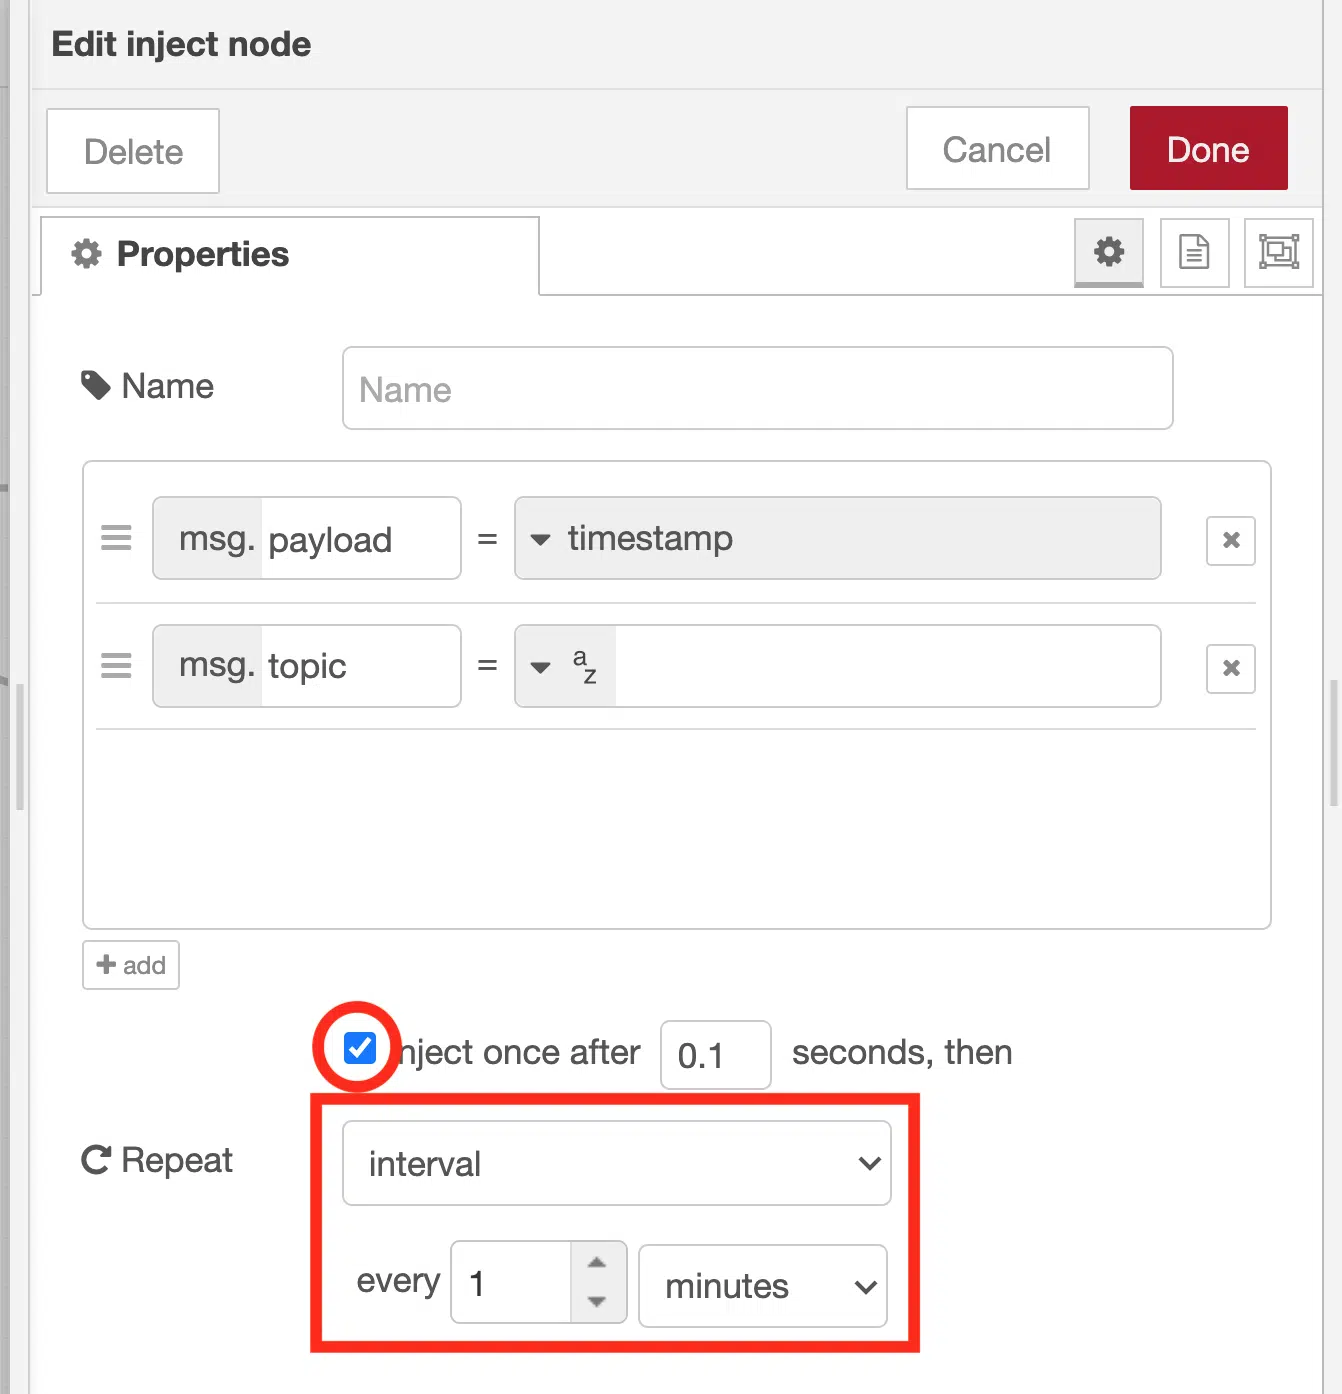 Edit inject node
Delete Cancel Done
Properties
Name Name
msg. payload = timestamp
msg. topic = a z
+ add
nject once after 0.1 seconds, then
Repeat interval
every 1 minutes